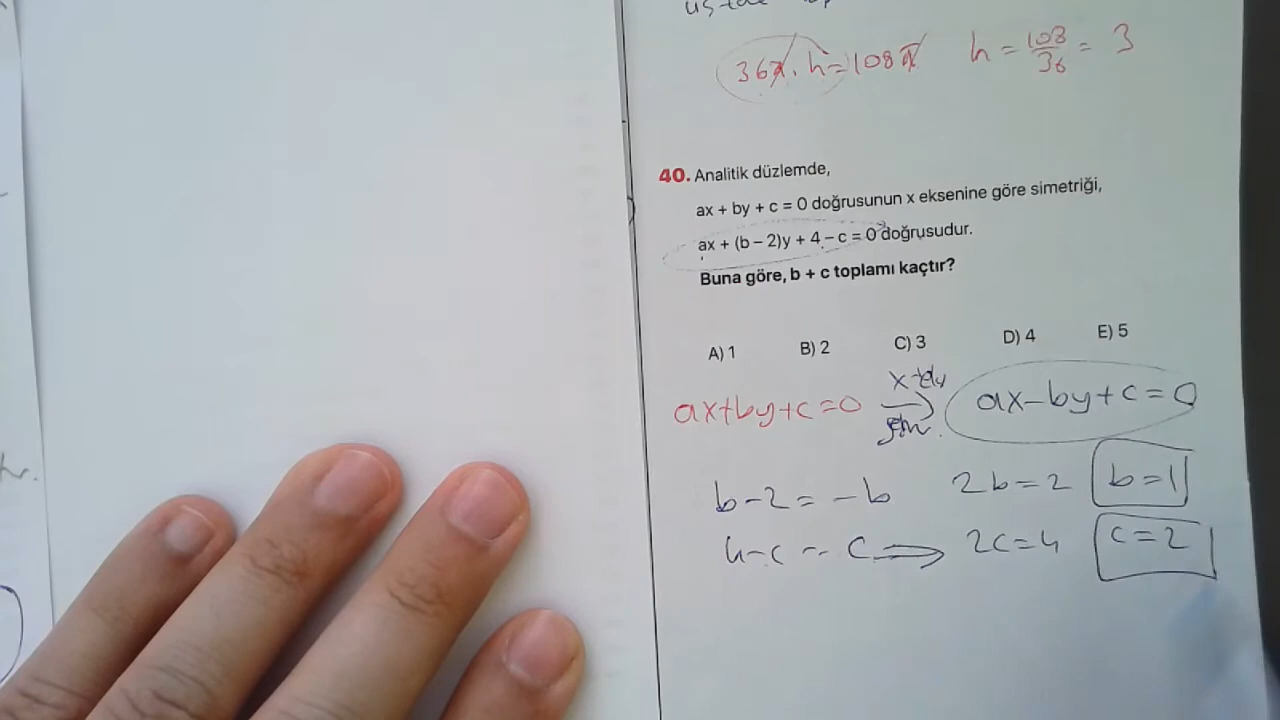 36π . h = 108π h = 108/36 = 3
40. Analitik düzlemde,
ax + by + c = 0 doğrusunun x eksenine göre simetriği,
ax + (b – 2)y + 4 – c = 0 doğrusudur.
Buna göre, b + c toplamı kaçtır?
A) 1 B) 2 C) 3 D) 4 E) 5
ax+by+c=0 ax-by+c=0
b-2=-b 2b=2 b=1
4-c = c ⇒ 2c=4 c=2